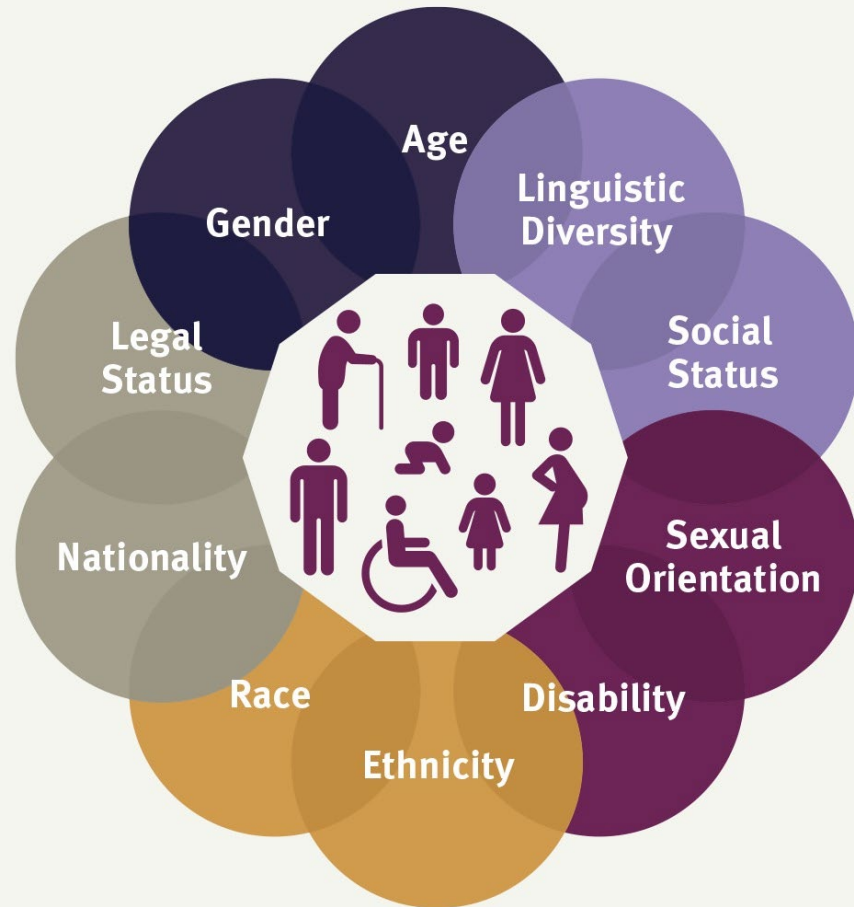 Age
Linguistic
Diversity
Social
Status
Sexual
Orientation
Disability
Ethnicity
Race
Nationality
Legal
Status
Gender